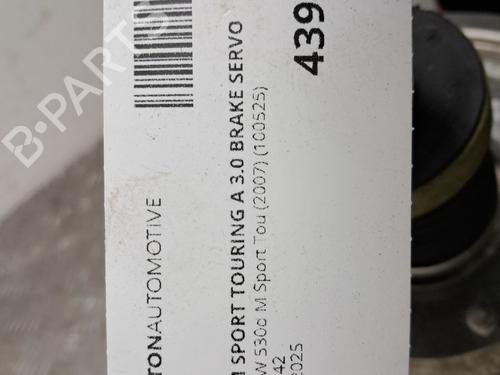 B-PARTS
TONAUTOMOTIVE
SPORT TOURING A 3.0 BRAKE SERVO
530d M Sport Tou (2007) (100525)
42
2025
439